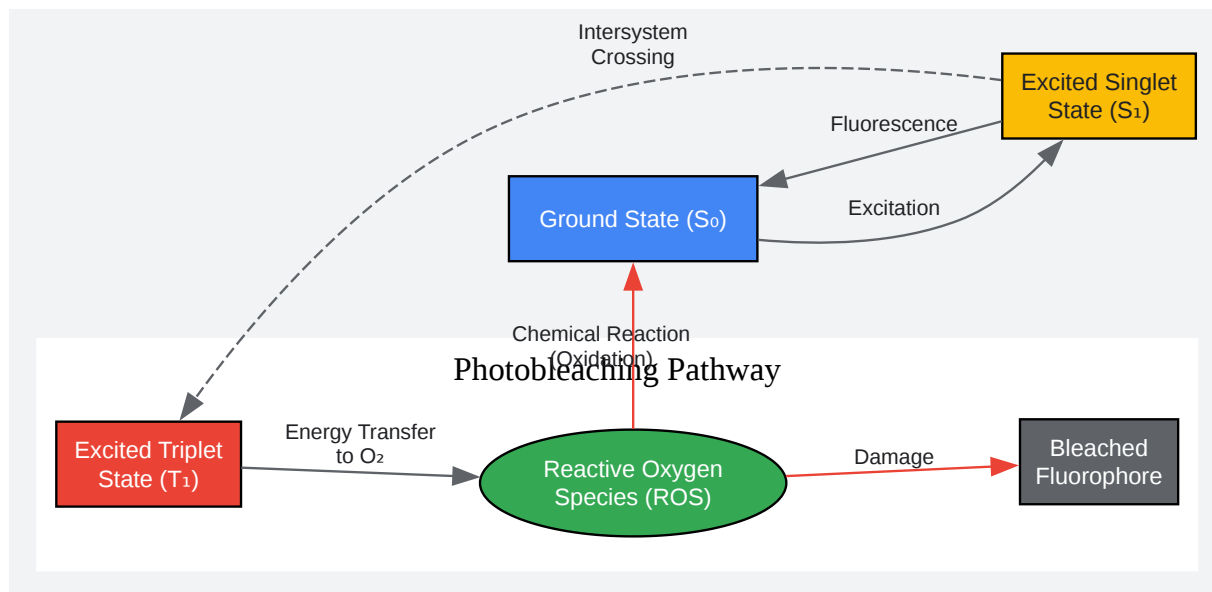 Intersystem
Crossing
Excited Singlet
State (S₁)
Fluorescence
Ground State (S₀)
Excitation
Chemical Reaction
(Oxidation)
Photobleaching Pathway
Excited Triplet
State (T₁)
Energy Transfer
to O₂
Reactive Oxygen
Species (ROS)
Damage
Bleached
Fluorophore